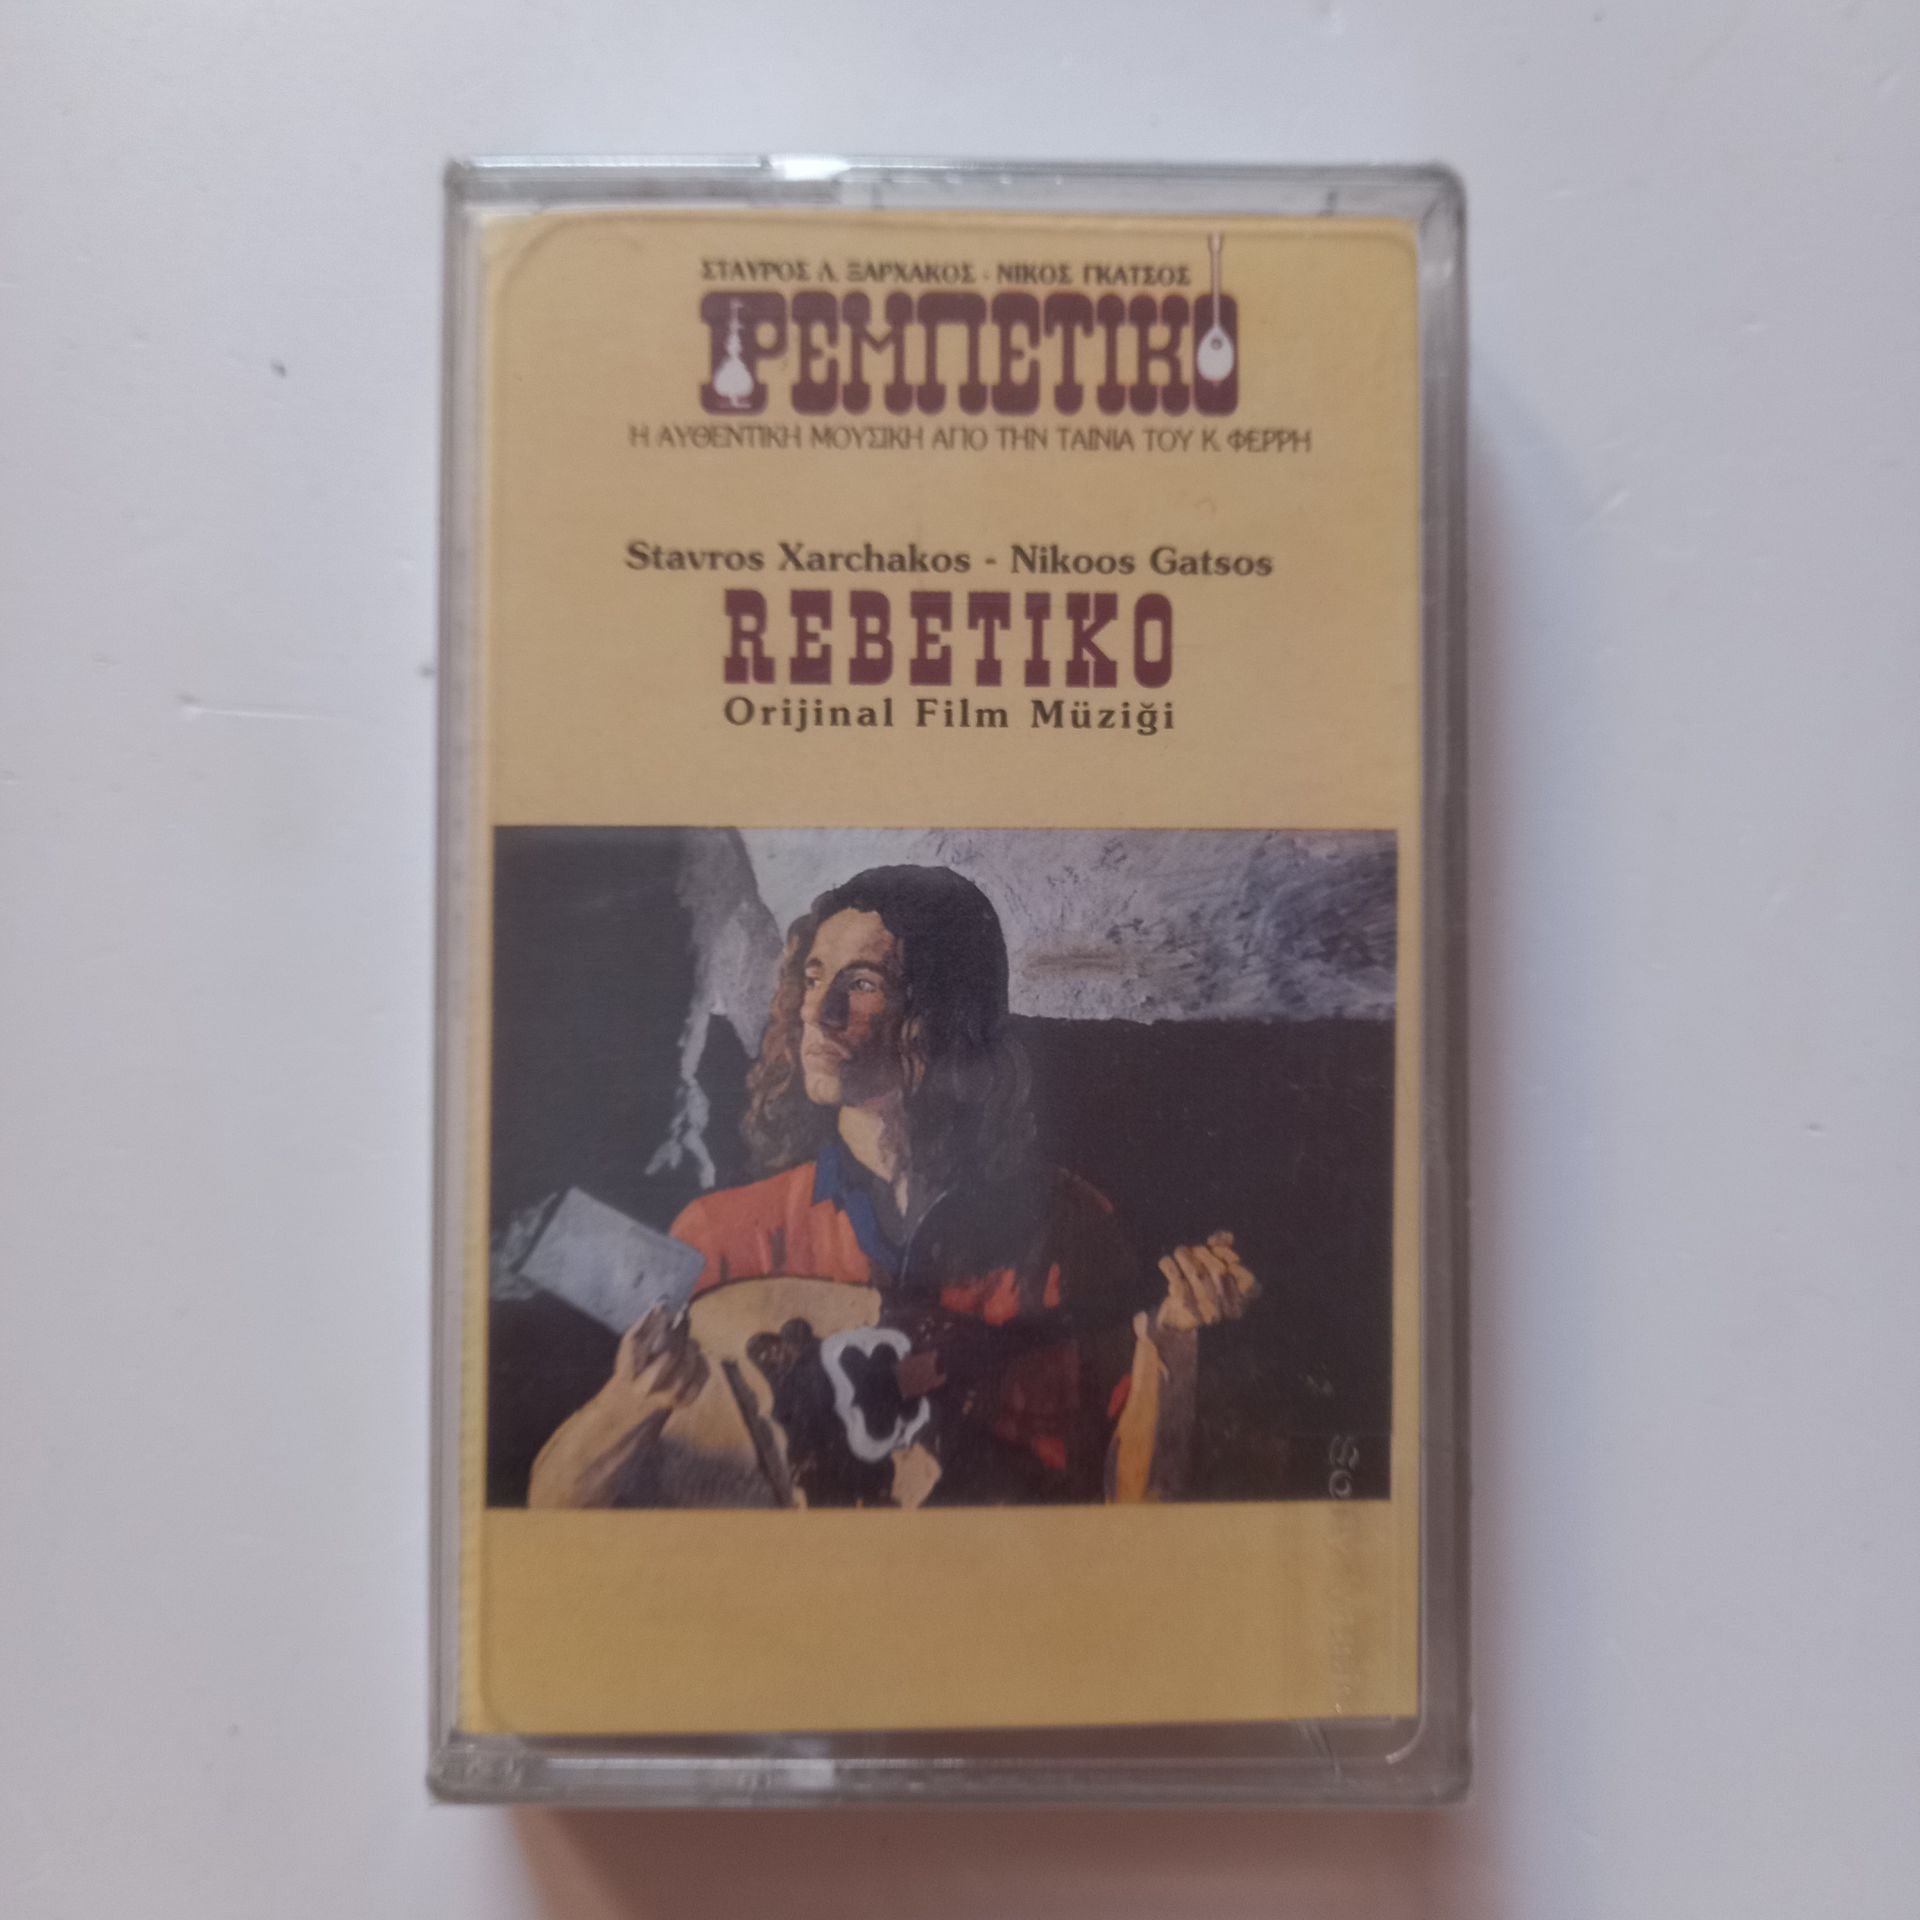 ΣΤΑΥΡΟΣ Λ. ΞΑΡΧΑΚΟΣ - ΝΙΚΟΣ ΓΚΑΤΣΟΣ
ΡΕΜΠΕΤΙΚΟ
Η ΑΥΘΕΝΤΙΚΗ ΜΟΥΣΙΚΗ ΑΠΟ ΤΗΝ ΤΑΙΝΙΑ ΤΟΥ Κ. ΦΕΡΡΗ
Stavros Xarchakos - Nikoos Gatsos
REBETIKO
Orijinal Film Müziği